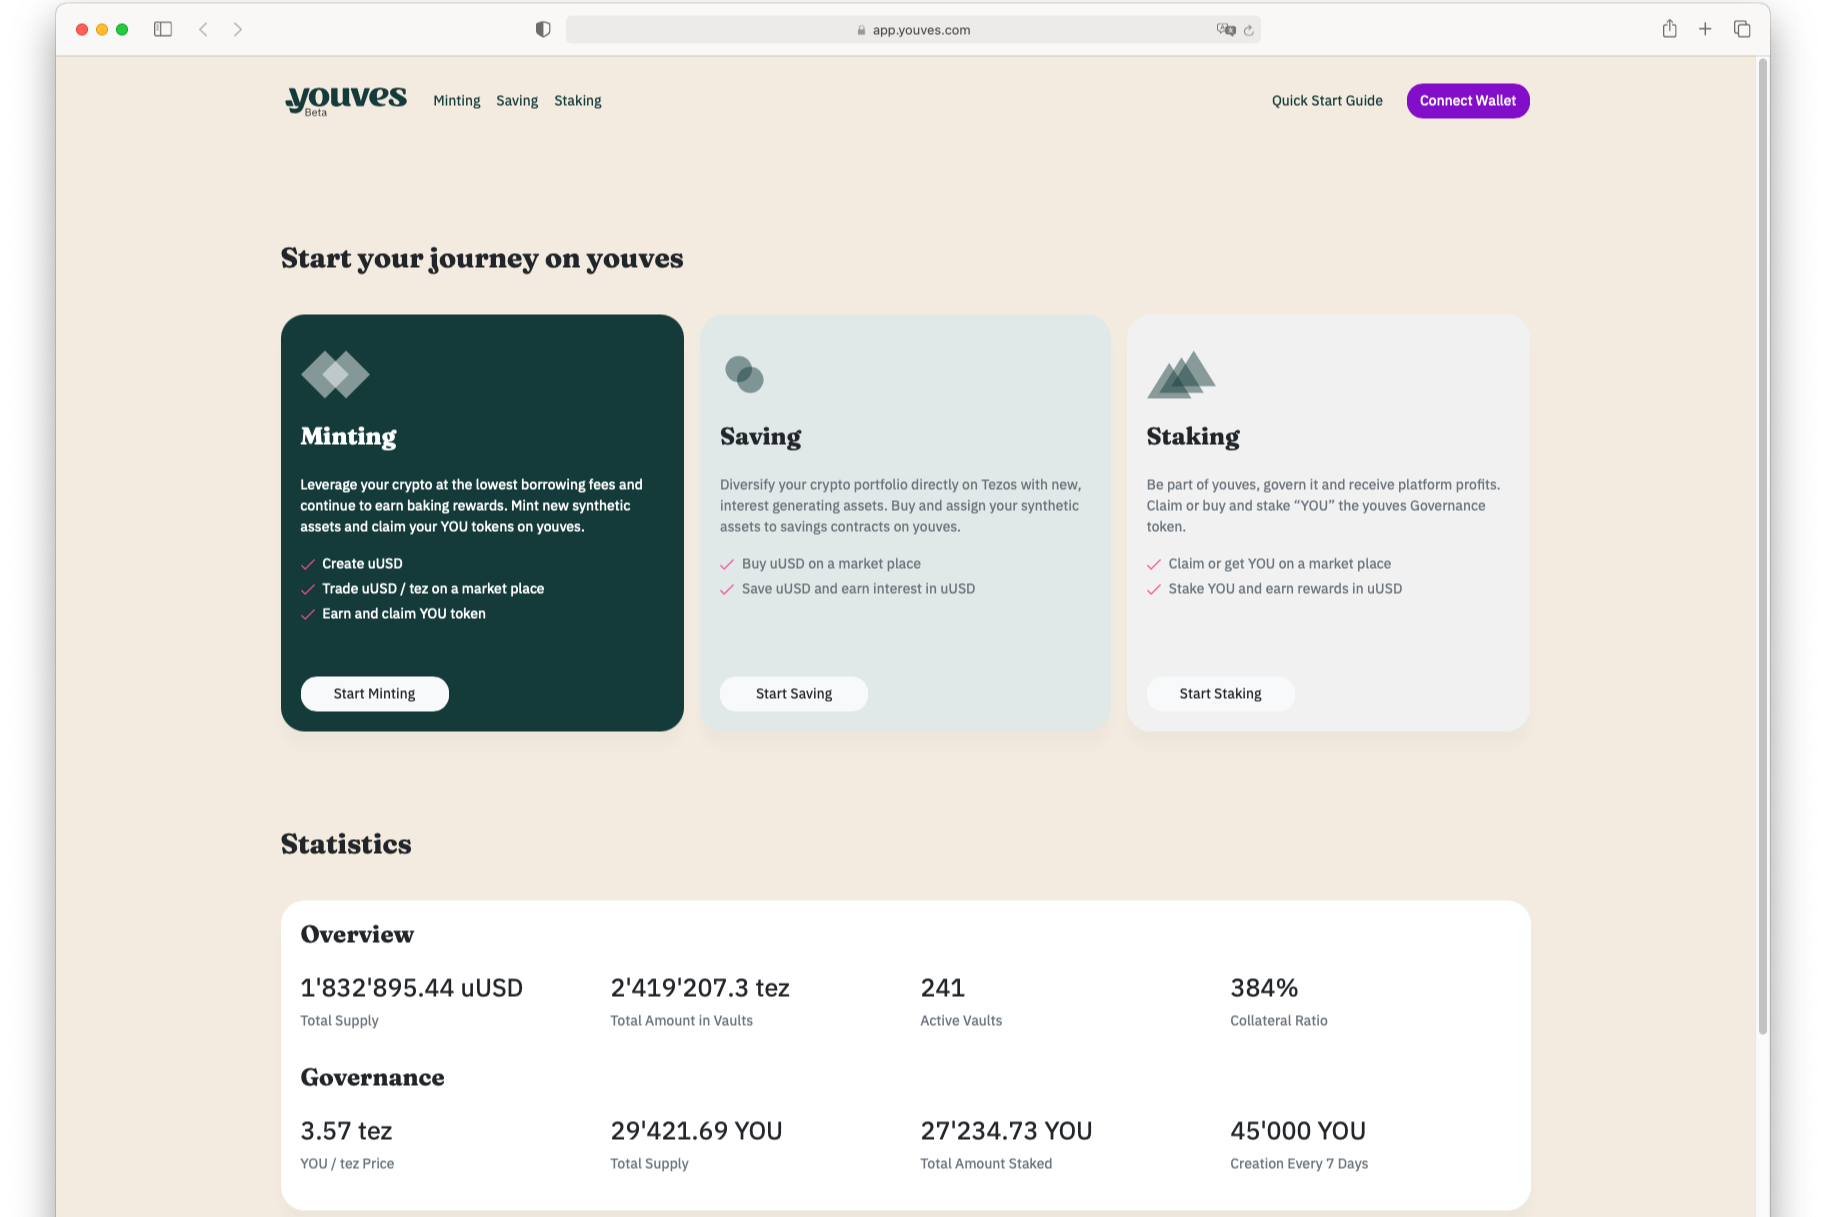 app.youves.com
youves
Beta
Minting Saving Staking
Quick Start Guide
Connect Wallet
Start your journey on youves
Minting
Leverage your crypto at the lowest borrowing fees and
continue to earn baking rewards. Mint new synthetic
assets and claim your YOU tokens on youves.
Create uUSD
Trade uUSD / tez on a market place
Earn and claim YOU token
Start Minting
Saving
Diversify your crypto portfolio directly on Tezos with new,
interest generating assets. Buy and assign your synthetic
assets to savings contracts on youves.
Buy uUSD on a market place
Save uUSD and earn interest in uUSD
Start Saving
Staking
Be part of youves, govern it and receive platform profits.
Claim or buy and stake “YOU” the youves Governance
token.
Claim or get YOU on a market place
Stake YOU and earn rewards in uUSD
Start Staking
Statistics
Overview
1'832'895.44 uUSD
Total Supply
2'419'207.3 tez
Total Amount in Vaults
241
Active Vaults
384%
Collateral Ratio
Governance
3.57 tez
YOU / tez Price
29'421.69 YOU
Total Supply
27'234.73 YOU
Total Amount Staked
45'000 YOU
Creation Every 7 Days